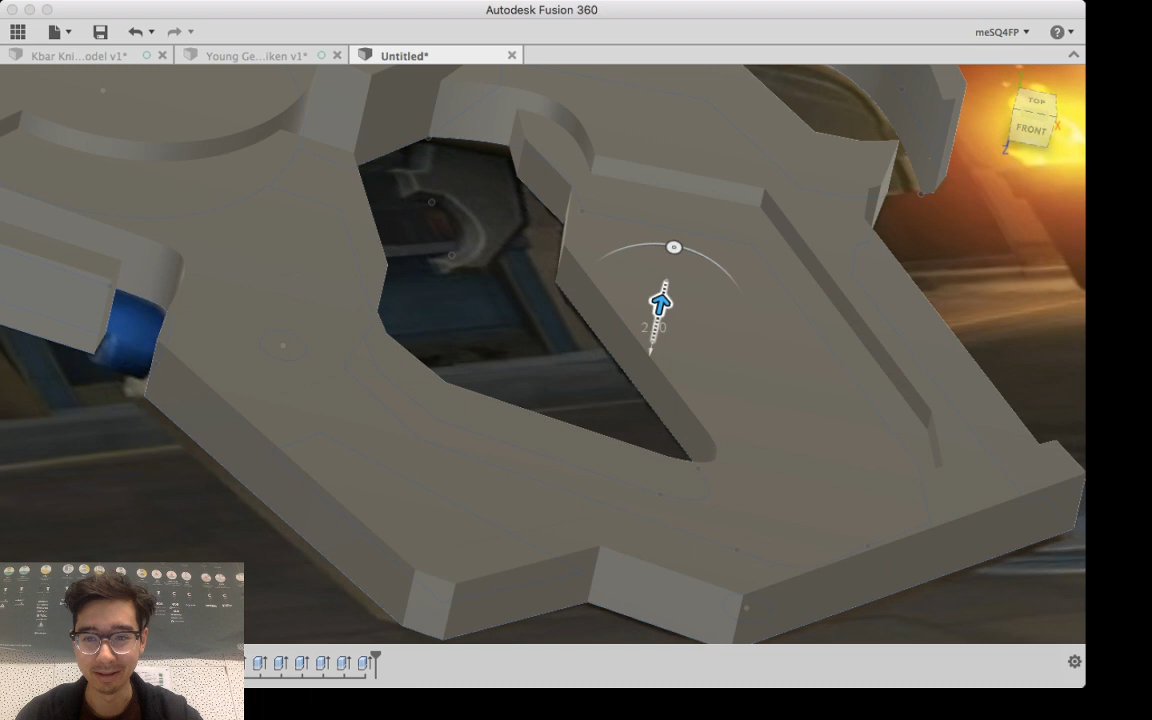 Autodesk Fusion 360
meSQ4FP
Kbar Kni...odel v1*
Young Ge...iken v1*
Untitled*
TOP
FRONT
X
Z